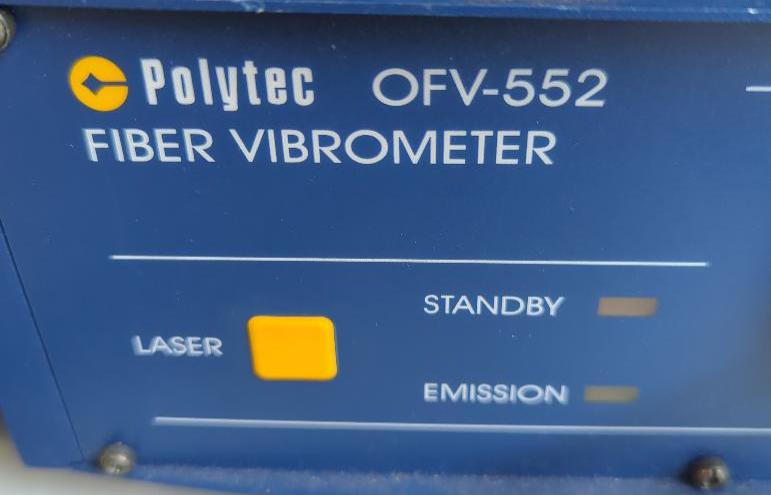 Polytec OFV-552
FIBER VIBROMETER
STANDBY
LASER
EMISSION